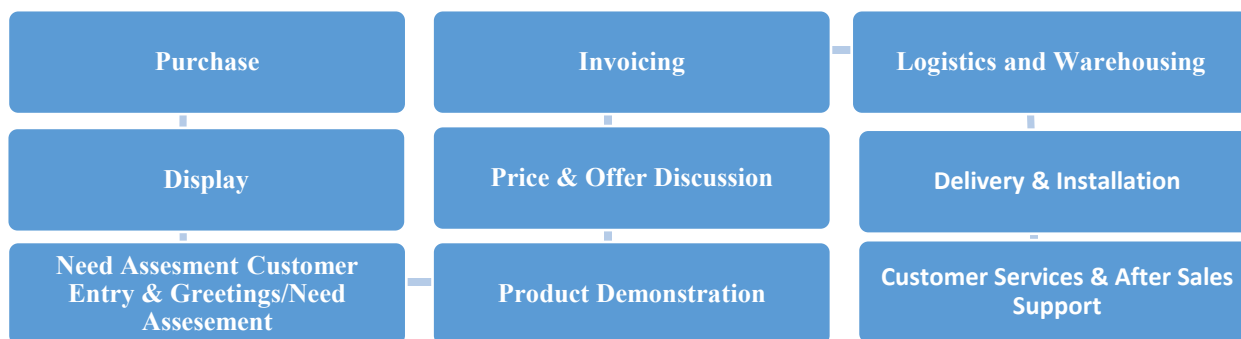 Purchase
Display
Need Assesment Customer
Entry & Greetings/Need
Assesement
Product Demonstration
Price & Offer Discussion
Invoicing
Logistics and Warehousing
Delivery & Installation
Customer Services & After Sales
Support